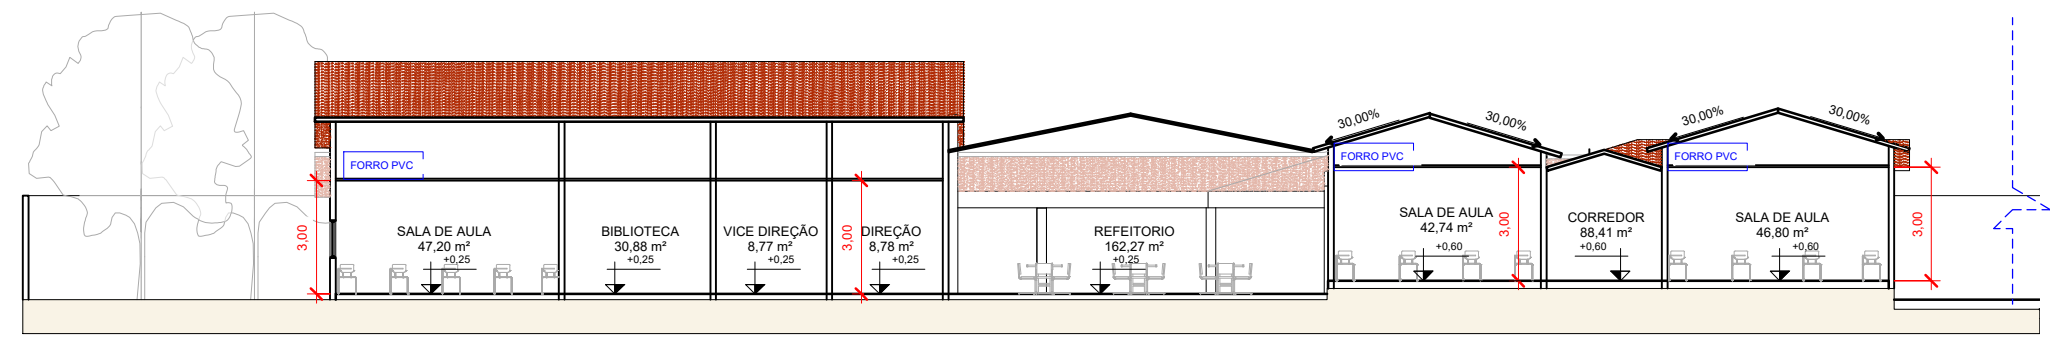 30,00%
30,00%
30,00%
30,00%
FORRO PVC
FORRO PVC
FORRO PVC
3,00
SALA DE AULA
47,20 m²
+0,25
BIBLIOTECA
30,88 m²
+0,25
VICE DIREÇÃO
8,77 m²
+0,25
3,00
DIREÇÃO
8,78 m²
+0,25
REFEITORIO
162,27 m²
+0,25
SALA DE AULA
42,74 m²
+0,60
3,00
CORREDOR
88,41 m²
+0,60
SALA DE AULA
46,80 m²
+0,60
3,00